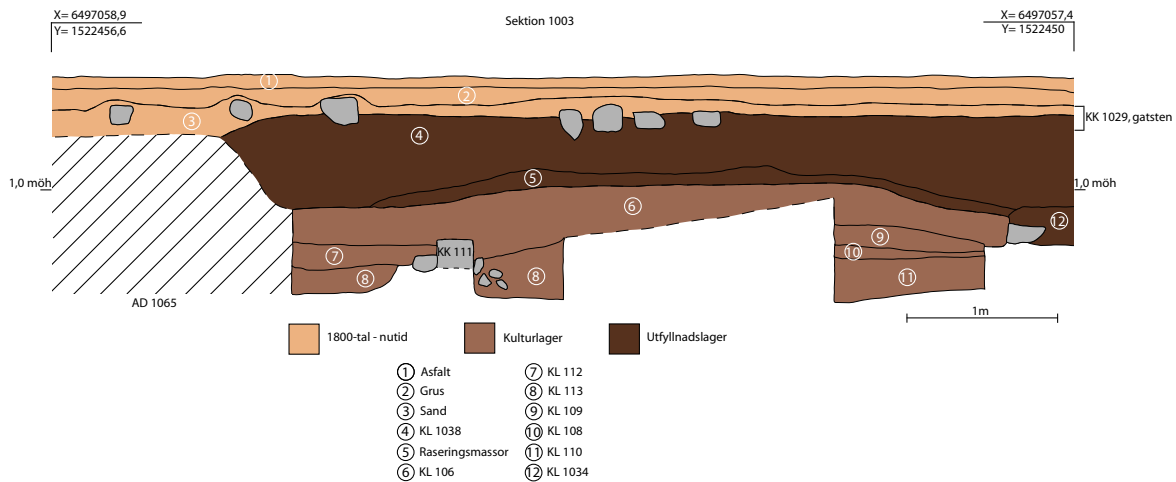 X= 6497058,9
Y= 1522456,6
Sektion 1003
X= 6497057,4
Y= 1522450
1
2
3
KK 1029, gatsten
4
1,0 möh
1,0 möh
5
6
12
9
7
KK 111
10
8
8
11
AD 1065
1m
1800-tal - nutid
Kulturlager
Utfyllnadslager
1 Asfalt
2 Grus
3 Sand
4 KL 1038
5 Raseringsmassor
6 KL 106
7 KL 112
8 KL 113
9 KL 109
10 KL 108
11 KL 110
12 KL 1034